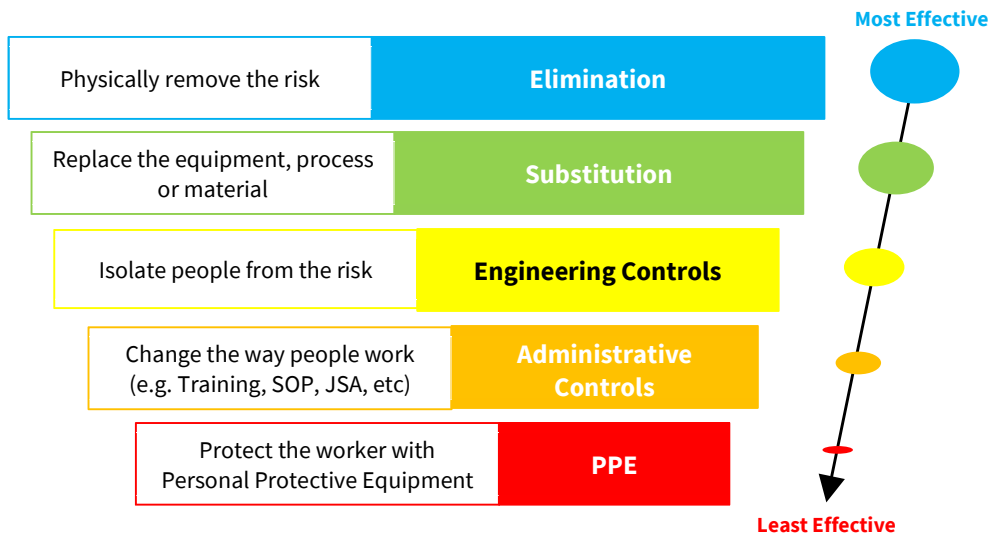 Most Effective
Physically remove the risk
Elimination
Replace the equipment, process
or material
Substitution
Isolate people from the risk
Engineering Controls
Change the way people work
(e.g. Training, SOP, JSA, etc)
Administrative
Controls
Protect the worker with
Personal Protective Equipment
PPE
Least Effective